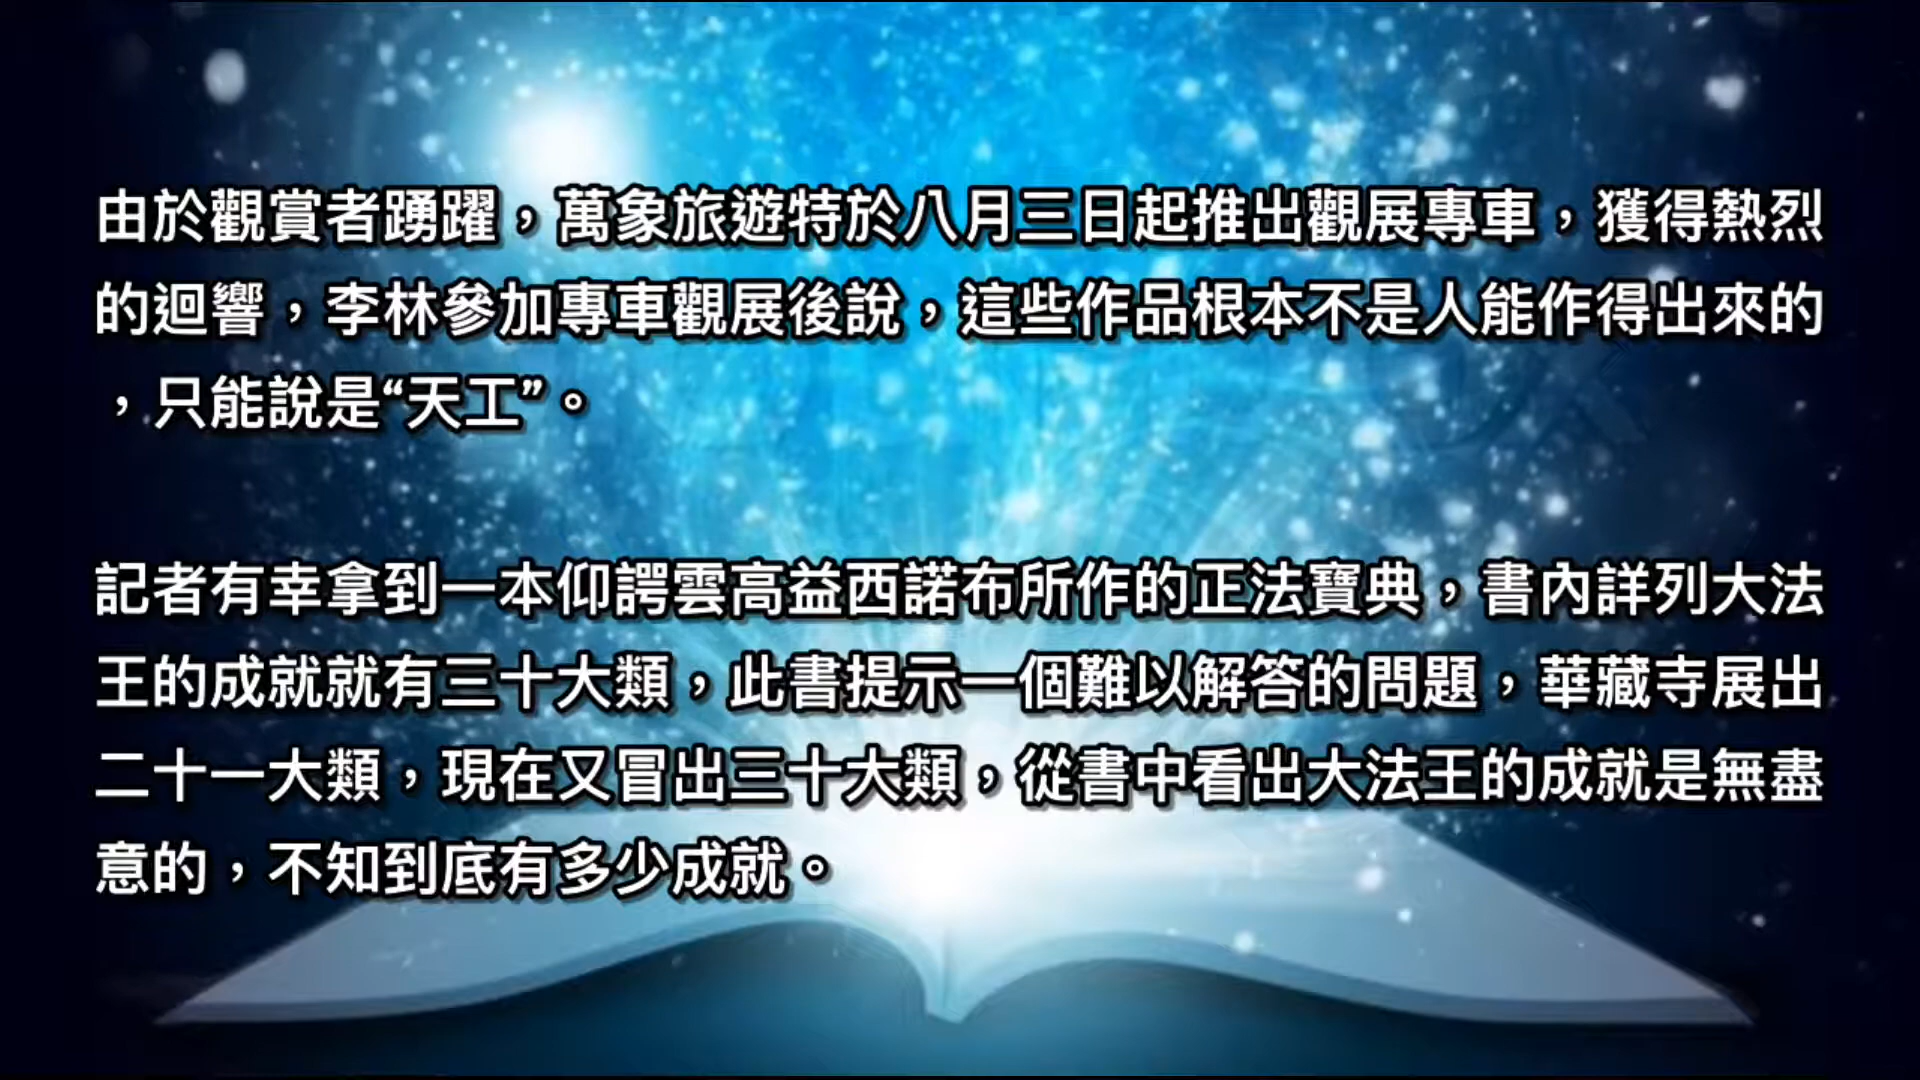 由於觀賞者踴躍，萬象旅遊特於八月三日起推出觀展專車，獲得熱烈
的迴響，李林參加專車觀展後說，這些作品根本不是人能作得出來的
，只能說是“天工”。
記者有幸拿到一本仰諤雲高益西諾布所作的正法寶典，書內詳列大法
王的成就就有三十大類，此書提示一個難以解答的問題，華藏寺展出
二十一大類，現在又冒出三十大類，從書中看出大法王的成就是無盡
意的，不知到底有多少成就。